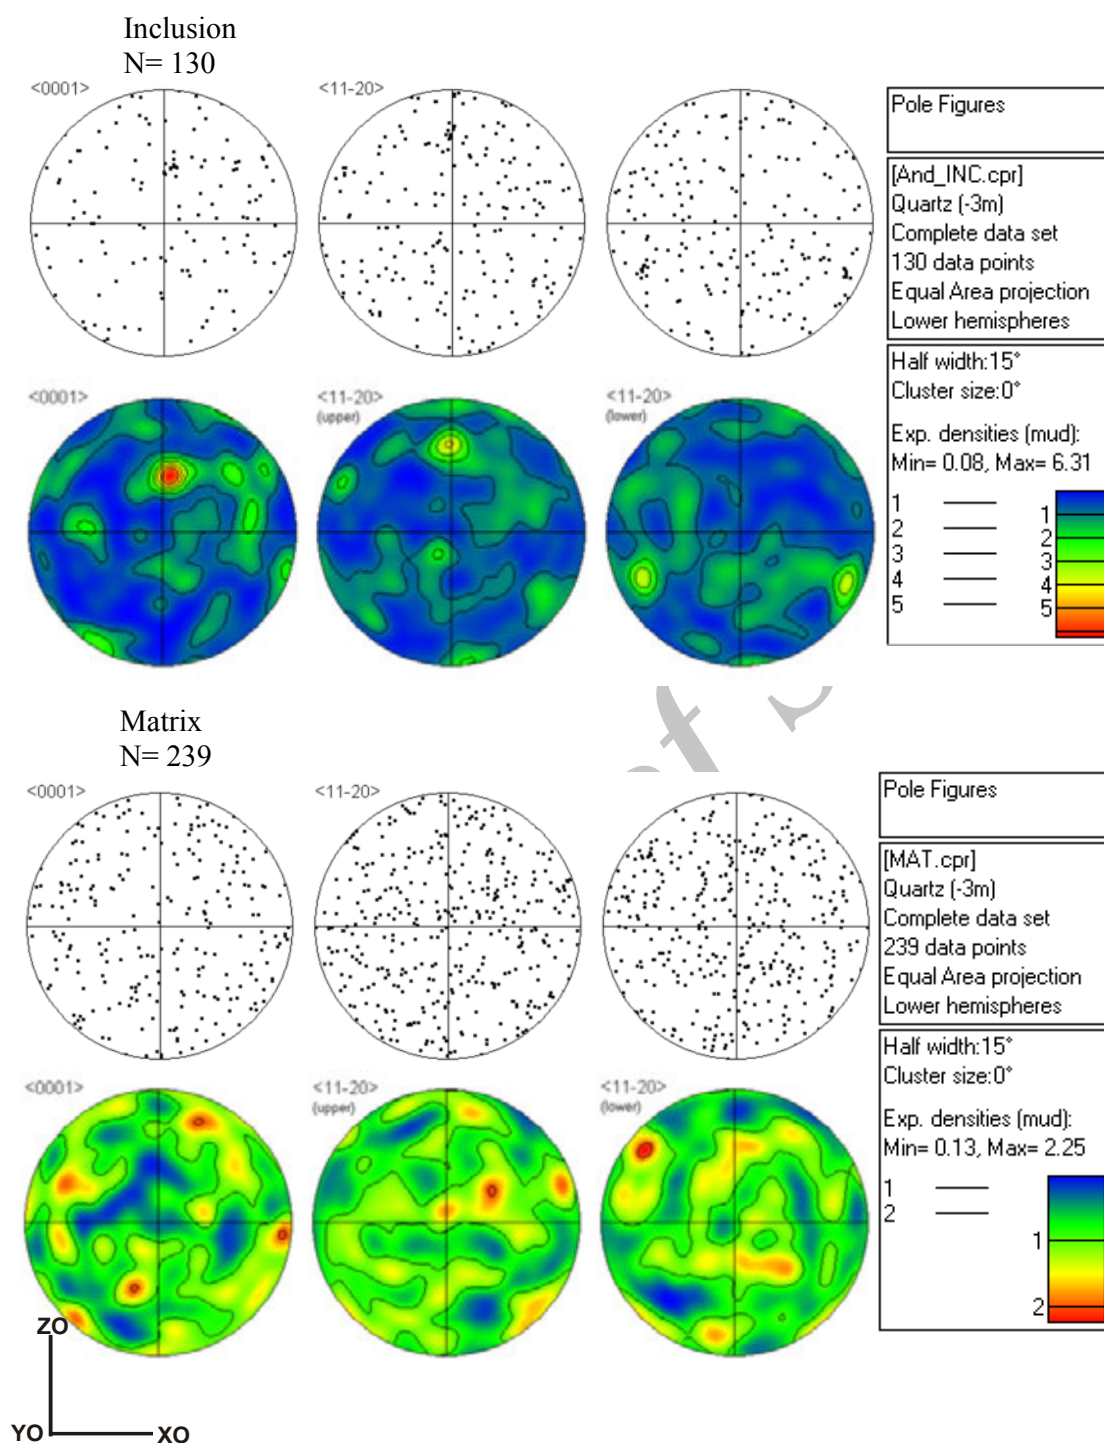 Inclusion
N= 130
<0001>
<11-20>
Pole Figures
[And_INC.cpr]
Quartz (-3m)
Complete data set
130 data points
Equal Area projection
Lower hemispheres
<0001>
<11-20>
(upper)
<11-20>
(lower)
Half width:15°
Cluster size:0°
Exp. densities (mud):
Min= 0.08, Max= 6.31
1
2
3
4
5
1
2
3
4
5
Matrix
N= 239
<0001>
<11-20>
Pole Figures
[MAT.cpr]
Quartz (-3m)
Complete data set
239 data points
Equal Area projection
Lower hemispheres
<0001>
<11-20>
(upper)
<11-20>
(lower)
Half width:15°
Cluster size:0°
Exp. densities (mud):
Min= 0.13, Max= 2.25
1
2
1
2
ZO
YO
XO